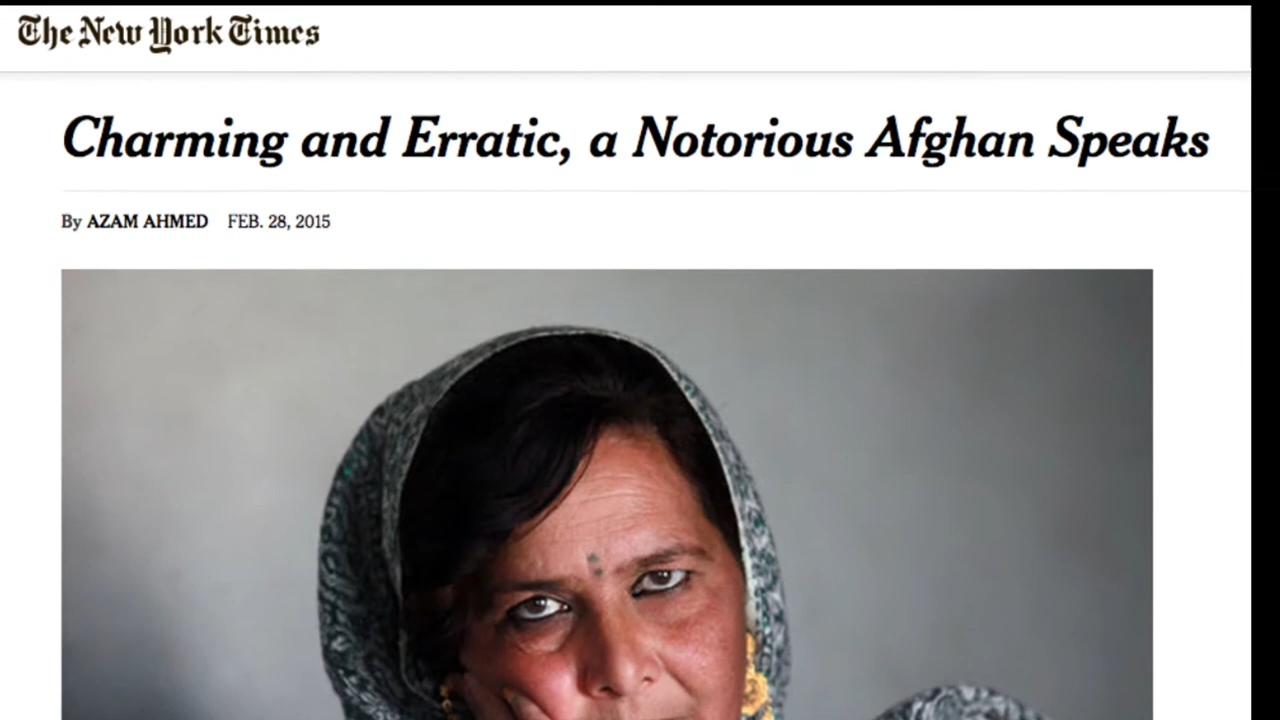 The New York Times
Charming and Erratic, a Notorious Afghan Speaks
By AZAM AHMED FEB. 28, 2015